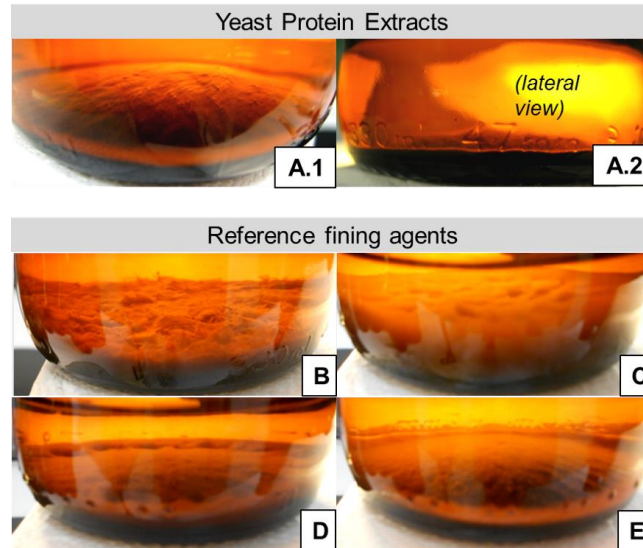 Yeast Protein Extracts
(lateral
view)
A.1
A.2
Reference fining agents
B
C
D
E